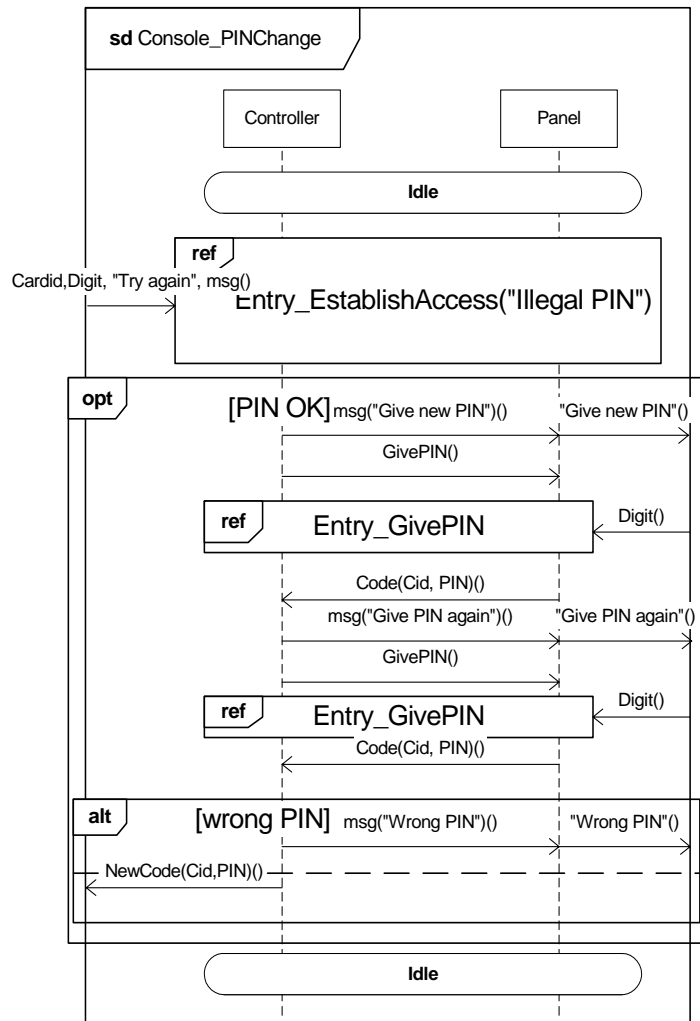 sd Console_PINChange
Controller
Panel
Idle
ref
Cardid,Digit, "Try again", msg()
Entry_EstablishAccess("Illegal PIN")
opt
[PIN OK] msg("Give new PIN")() "Give new PIN"()
GivePIN()
ref Entry_GivePIN Digit()
Code(Cid, PIN)()
msg("Give PIN again")() "Give PIN again"()
GivePIN()
ref Entry_GivePIN Digit()
Code(Cid, PIN)()
alt [wrong PIN] msg("Wrong PIN")() "Wrong PIN"()
NewCode(Cid,PIN)()
Idle